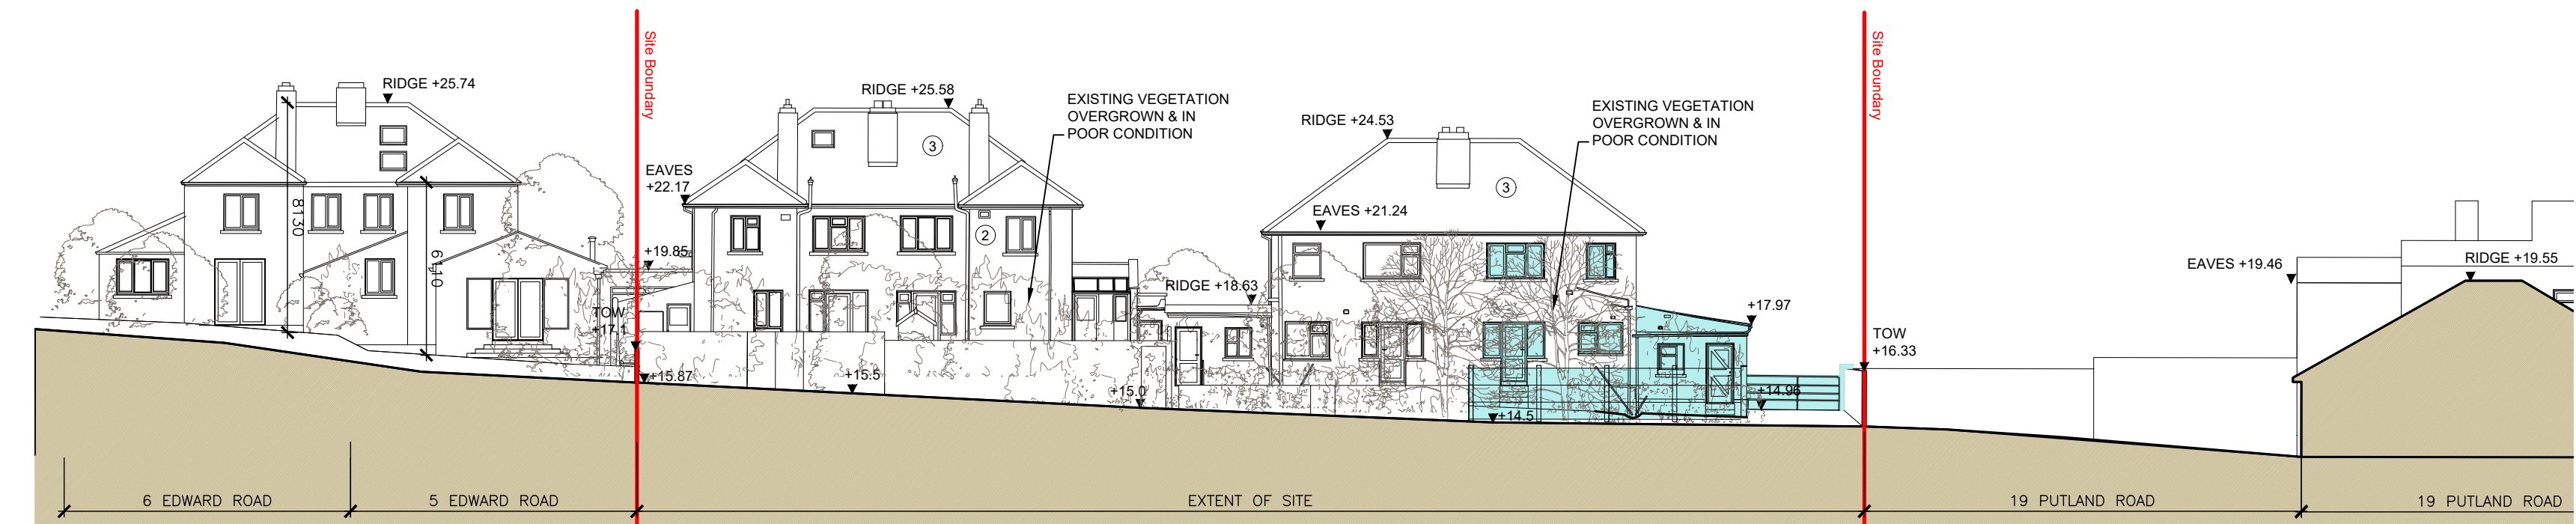 RIDGE +25.74
8130
6110
Site Boundary
EAVES
+22.17
+19.85
TOW
+17.1
+15.87
RIDGE +25.58
3
2
EXISTING VEGETATION
OVERGROWN & IN
POOR CONDITION
+15.5
+15.0
RIDGE +18.63
RIDGE +24.53
EAVES +21.24
3
EXISTING VEGETATION
OVERGROWN & IN
POOR CONDITION
+17.97
+14.96
+14.5
Site Boundary
TOW
+16.33
EAVES +19.46
RIDGE +19.55
6 EDWARD ROAD
5 EDWARD ROAD
EXTENT OF SITE
19 PUTLAND ROAD
19 PUTLAND ROAD